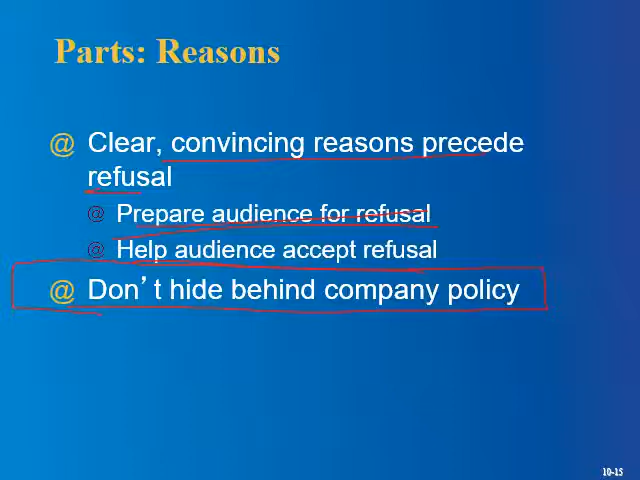 Parts: Reasons
@ Clear, convincing reasons precede
refusal
@ Prepare audience for refusal
@ Help audience accept refusal
@ Don’t hide behind company policy
10-15